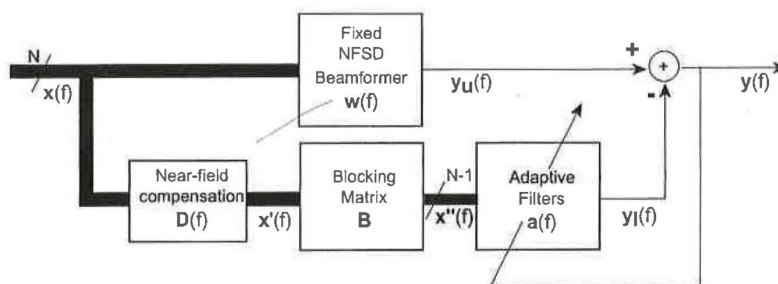 N
x(f)
Fixed
NFSD
Beamformer
w(f)
yu(f)
+
+
-
y(f)
Near-field
compensation
D(f)
x'(f)
Blocking
Matrix
B
N-1
x"(f)
Adaptive
Filters
a(f)
yl(f)